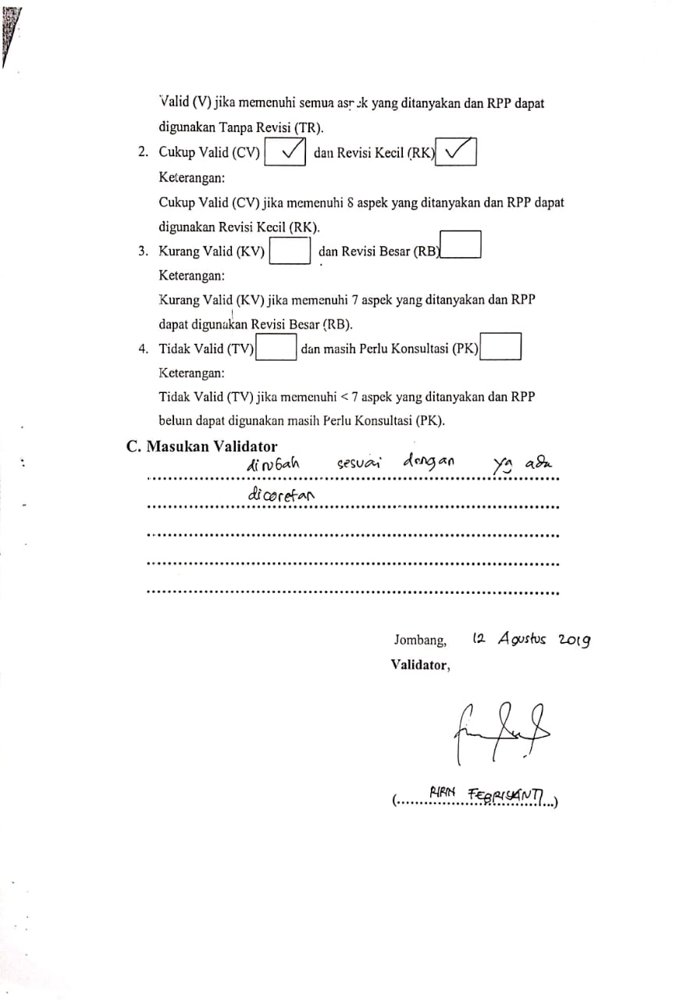 Valid (V) jika memenuhi semua aspek yang ditanyakan dan RPP dapat
digunakan Tanpa Revisi (TR).
2. Cukup Valid (CV) ✓ dan Revisi Kecil (RK) ✓
Keterangan:
Cukup Valid (CV) jika memenuhi 8 aspek yang ditanyakan dan RPP dapat
digunakan Revisi Kecil (RK).
3. Kurang Valid (KV) dan Revisi Besar (RB)
Keterangan:
Kurang Valid (KV) jika memenuhi 7 aspek yang ditanyakan dan RPP
dapat digunakan Revisi Besar (RB).
4. Tidak Valid (TV) dan masih Perlu Konsultasi (PK)
Keterangan:
Tidak Valid (TV) jika memenuhi < 7 aspek yang ditanyakan dan RPP
belum dapat digunakan masih Perlu Konsultasi (PK).
C. Masukan Validator
dirubah sesuai dengan yg ada
dicoretan
Jombang, 12 Agustus 2019
Validator,
(RIRIN FEBRIYANTI)